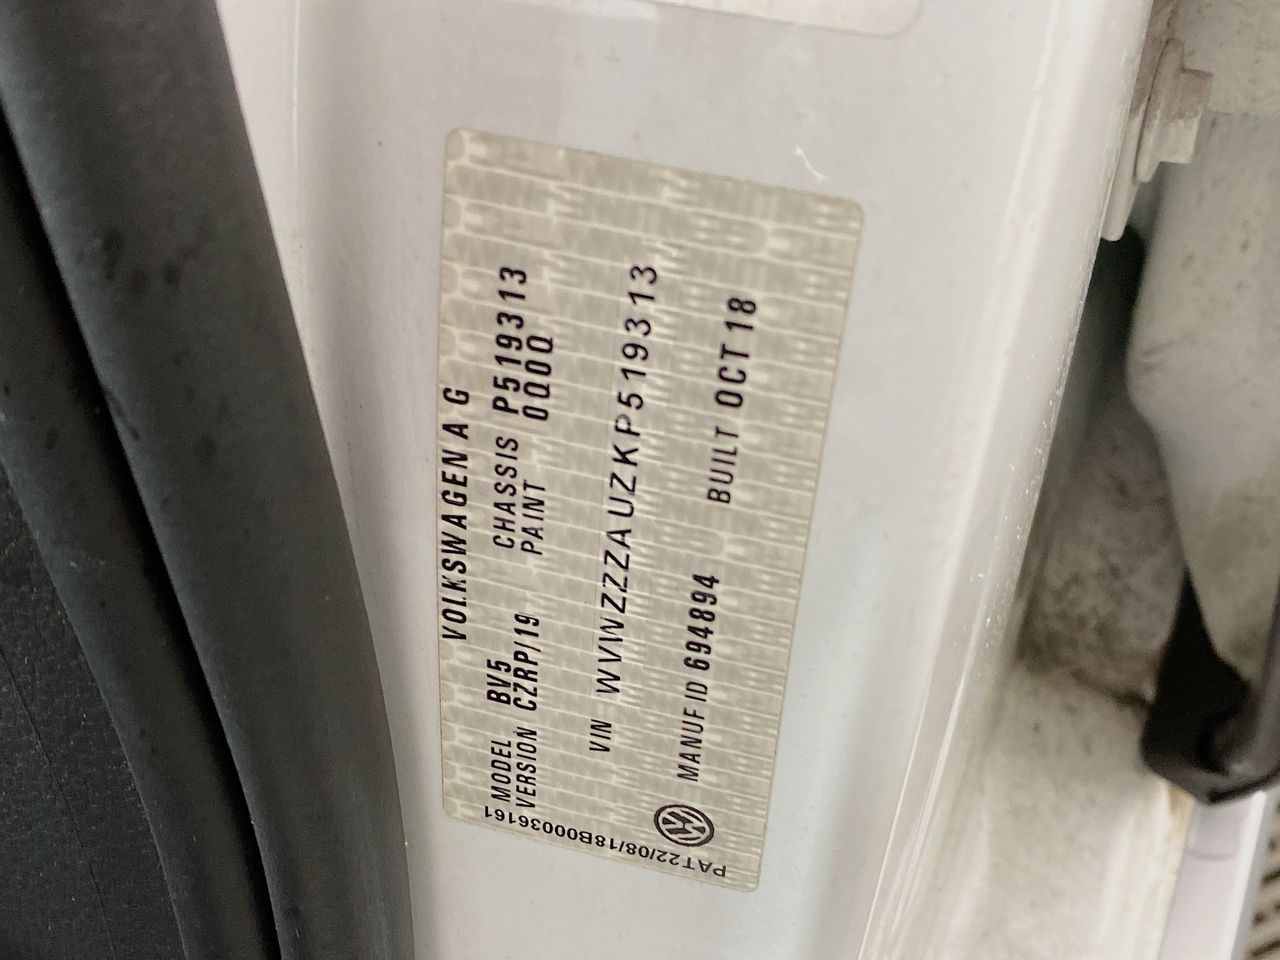 VOLKSWAGEN AG
MODEL BV5 CHASSIS P519313
VERSION CZRP/19 PAINT 0Q0Q
VIN WVWZZZAUZKP519313
MANUF ID 694894 BUILT OCT 18
PAT22/08/18B00036161